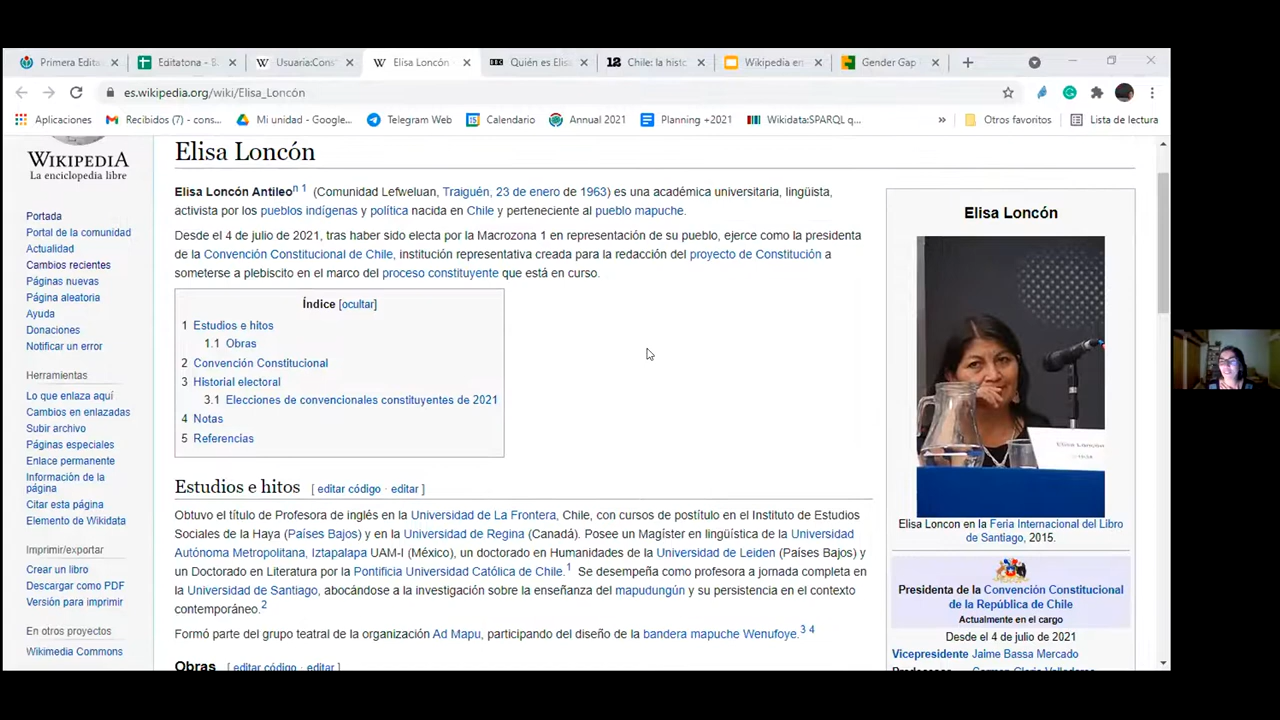 Primera Edita
Editatona - S
Usuaria:Cons
Elisa Loncón
Quién es Elisa
12 Chile: la histo
Wikipedia en
Gender Gap
es.wikipedia.org/wiki/Elisa_Loncón
Aplicaciones
Recibidos (7) - cons...
Mi unidad - Google...
Telegram Web
Calendario
Annual 2021
Planning +2021
Wikidata:SPARQL q...
»
Otros favoritos
Lista de lectura
WIKIPEDIA
La enciclopedia libre
Portada
Portal de la comunidad
Actualidad
Cambios recientes
Páginas nuevas
Página aleatoria
Ayuda
Donaciones
Notificar un error
Herramientas
Lo que enlaza aquí
Cambios en enlazadas
Subir archivo
Páginas especiales
Enlace permanente
Información de la
página
Citar esta página
Elemento de Wikidata
Imprimir/exportar
Crear un libro
Descargar como PDF
Versión para imprimir
En otros proyectos
Wikimedia Commons
Elisa Loncón
Elisa Loncón Antileo n 1 (Comunidad Lefweluan, Traiguén, 23 de enero de 1963) es una académica universitaria, lingüista,
activista por los pueblos indígenas y política nacida en Chile y perteneciente al pueblo mapuche.
Desde el 4 de julio de 2021, tras haber sido electa por la Macrozona 1 en representación de su pueblo, ejerce como la presidenta
de la Convención Constitucional de Chile, institución representativa creada para la redacción del proyecto de Constitución a
someterse a plebiscito en el marco del proceso constituyente que está en curso.
Índice [ocultar]
1 Estudios e hitos
1.1 Obras
2 Convención Constitucional
3 Historial electoral
3.1 Elecciones de convencionales constituyentes de 2021
4 Notas
5 Referencias
Estudios e hitos [ editar código · editar ]
Obtuvo el título de Profesora de inglés en la Universidad de La Frontera, Chile, con cursos de postítulo en el Instituto de Estudios
Sociales de la Haya (Países Bajos) y en la Universidad de Regina (Canadá). Posee un Magíster en lingüística de la Universidad
Autónoma Metropolitana, Iztapalapa UAM-I (México), un doctorado en Humanidades de la Universidad de Leiden (Países Bajos) y
un Doctorado en Literatura por la Pontificia Universidad Católica de Chile.1 Se desempeña como profesora a jornada completa en
la Universidad de Santiago, abocándose a la investigación sobre la enseñanza del mapudungún y su persistencia en el contexto
contemporáneo.2
Formó parte del grupo teatral de la organización Ad Mapu, participando del diseño de la bandera mapuche Wenufoye.3 4
Obras [ editar código · editar ]
Elisa Loncón
Elisa Loncon en la Feria Internacional del Libro
de Santiago, 2015.
Presidenta de la Convención Constitucional
de la República de Chile
Actualmente en el cargo
Desde el 4 de julio de 2021
Vicepresidente Jaime Bassa Mercado